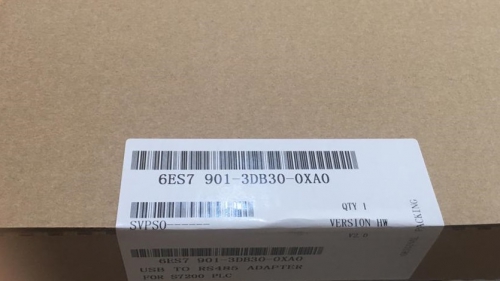 6ES7 901-3DB30-0XA0
QTY 1
SVPS0-----
VERSION HW
PACKING
6ES7 901-3DB30-0XA0
USB TO RS485 ADAPTER
FOR S7200 PLC